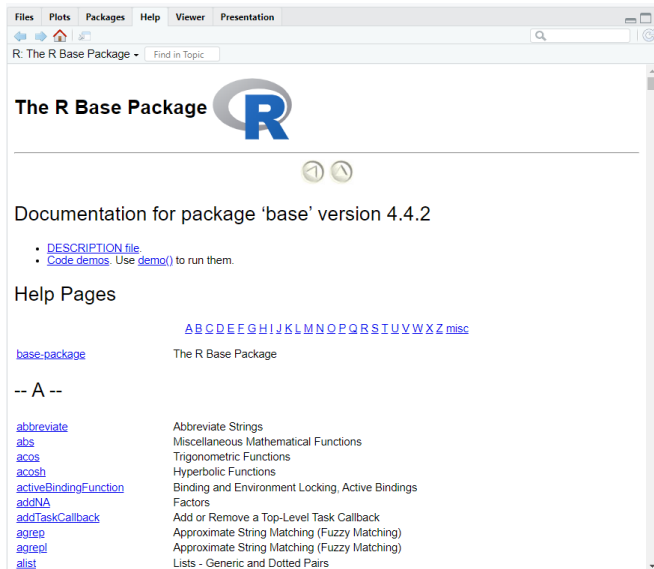 Files Plots Packages Help Viewer Presentation
R: The R Base Package Find in Topic
The R Base Package R
Documentation for package ‘base’ version 4.4.2
• DESCRIPTION file.
• Code demos. Use demo() to run them.
Help Pages
A B C D E F G H I J K L M N O P Q R S T U V W X Z misc
base-package The R Base Package
-- A --
abbreviate Abbreviate Strings
abs Miscellaneous Mathematical Functions
acos Trigonometric Functions
acosh Hyperbolic Functions
activeBindingFunction Binding and Environment Locking, Active Bindings
addNA Factors
addTaskCallback Add or Remove a Top-Level Task Callback
agrep Approximate String Matching (Fuzzy Matching)
agrepl Approximate String Matching (Fuzzy Matching)
alist Lists - Generic and Dotted Pairs